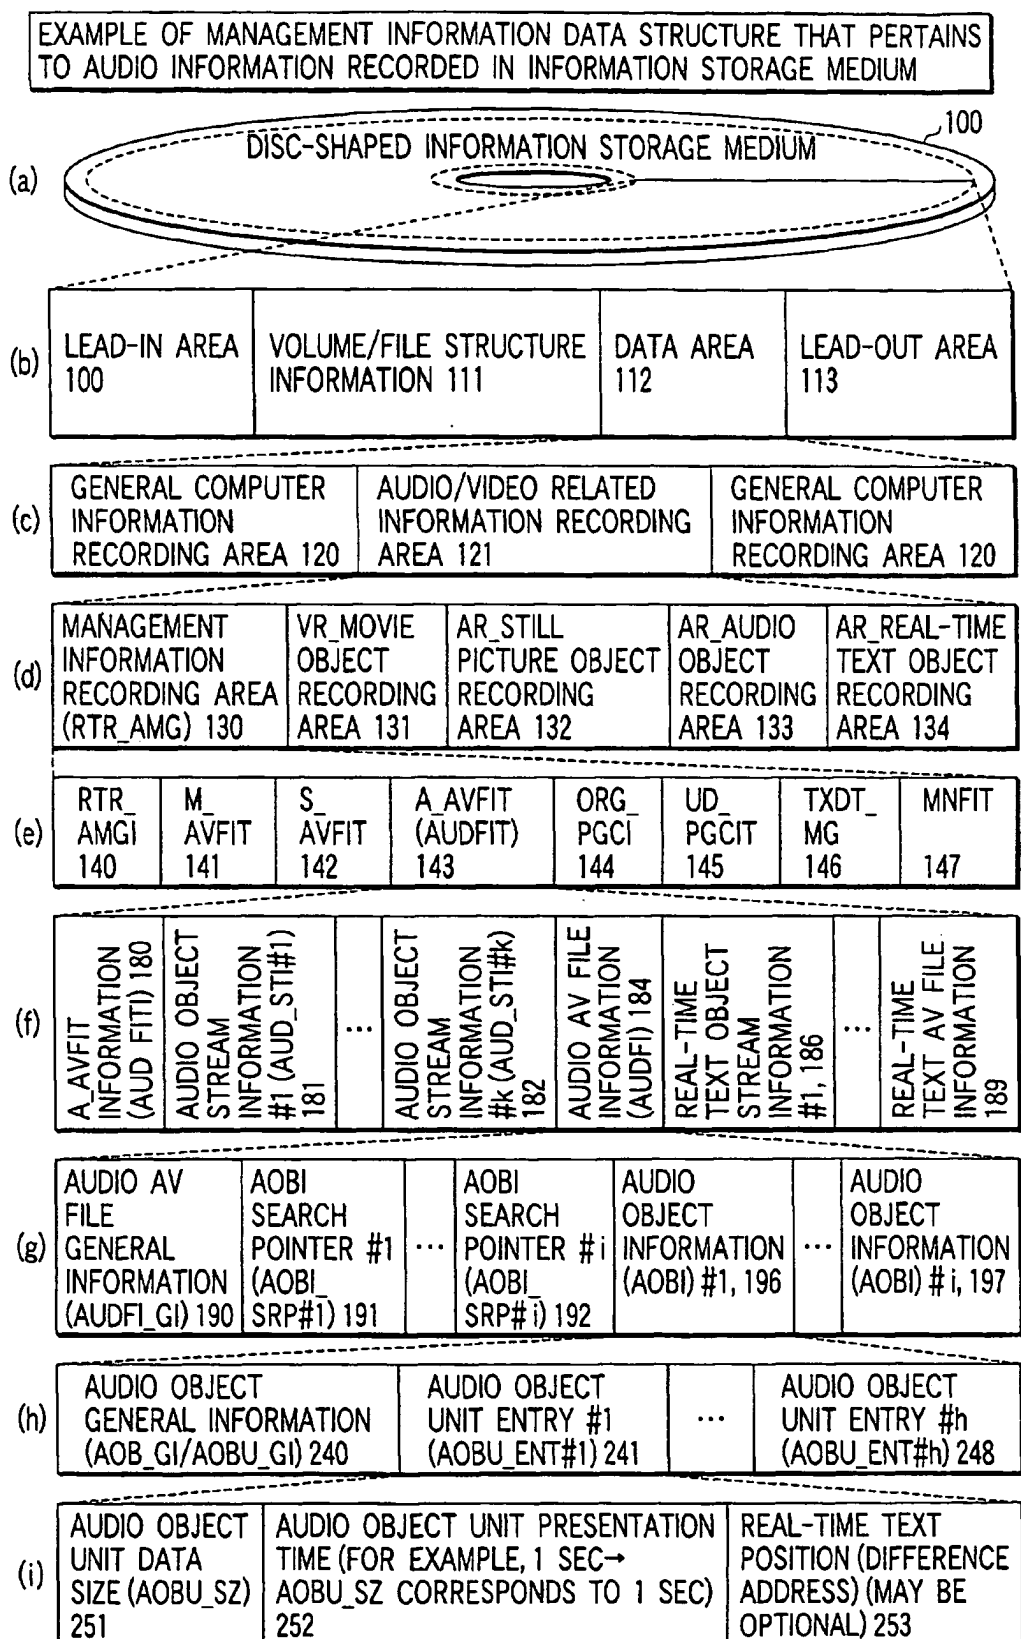 EXAMPLE OF MANAGEMENT INFORMATION DATA STRUCTURE THAT PERTAINS
TO AUDIO INFORMATION RECORDED IN INFORMATION STORAGE MEDIUM
100
DISC-SHAPED INFORMATION STORAGE MEDIUM
(a)
(b)
LEAD-IN AREA
100
VOLUME/FILE STRUCTURE
INFORMATION 111
DATA AREA
112
LEAD-OUT AREA
113
(c)
GENERAL COMPUTER
INFORMATION
RECORDING AREA 120
AUDIO/VIDEO RELATED
INFORMATION RECORDING
AREA 121
GENERAL COMPUTER
INFORMATION
RECORDING AREA 120
(d)
MANAGEMENT
INFORMATION
RECORDING AREA
(RTR_AMG) 130
VR_MOVIE
OBJECT
RECORDING
AREA 131
AR_STILL
PICTURE OBJECT
RECORDING
AREA 132
AR_AUDIO
OBJECT
RECORDING
AREA 133
AR_REAL-TIME
TEXT OBJECT
RECORDING
AREA 134
(e)
RTR_
AMGI
140
M_
AVFIT
141
S_
AVFIT
142
A_AVFIT
(AUDFIT)
143
ORG_
PGCI
144
UD_
PGCIT
145
TXDT_
MG
146
MNFIT
147
(f)
A_AVFIT
INFORMATION
(AUD FITI) 180
AUDIO OBJECT
STREAM
INFORMATION
#1 (AUD_STI#1)
181
...
AUDIO OBJECT
STREAM
INFORMATION
#k (AUD_STI#k)
182
AUDIO AV FILE
INFORMATION
(AUDFI) 184
REAL-TIME
TEXT OBJECT
STREAM
INFORMATION
#1, 186
...
REAL-TIME
TEXT AV FILE
INFORMATION
189
(g)
AUDIO AV
FILE
GENERAL
INFORMATION
(AUDFI_GI) 190
AOBI
SEARCH
POINTER #1
(AOBI_
SRP#1) 191
...
AOBI
SEARCH
POINTER #i
(AOBI_
SRP#i) 192
AUDIO
OBJECT
INFORMATION
(AOBI) #1, 196
...
AUDIO
OBJECT
INFORMATION
(AOBI) #i, 197
(h)
AUDIO OBJECT
GENERAL INFORMATION
(AOB_GI/AOBU_GI) 240
AUDIO OBJECT
UNIT ENTRY #1
(AOBU_ENT#1) 241
...
AUDIO OBJECT
UNIT ENTRY #h
(AOBU_ENT#h) 248
(i)
AUDIO OBJECT
UNIT DATA
SIZE (AOBU_SZ)
251
AUDIO OBJECT UNIT PRESENTATION
TIME (FOR EXAMPLE, 1 SEC→
AOBU_SZ CORRESPONDS TO 1 SEC)
252
REAL-TIME TEXT
POSITION (DIFFERENCE
ADDRESS) (MAY BE
OPTIONAL) 253